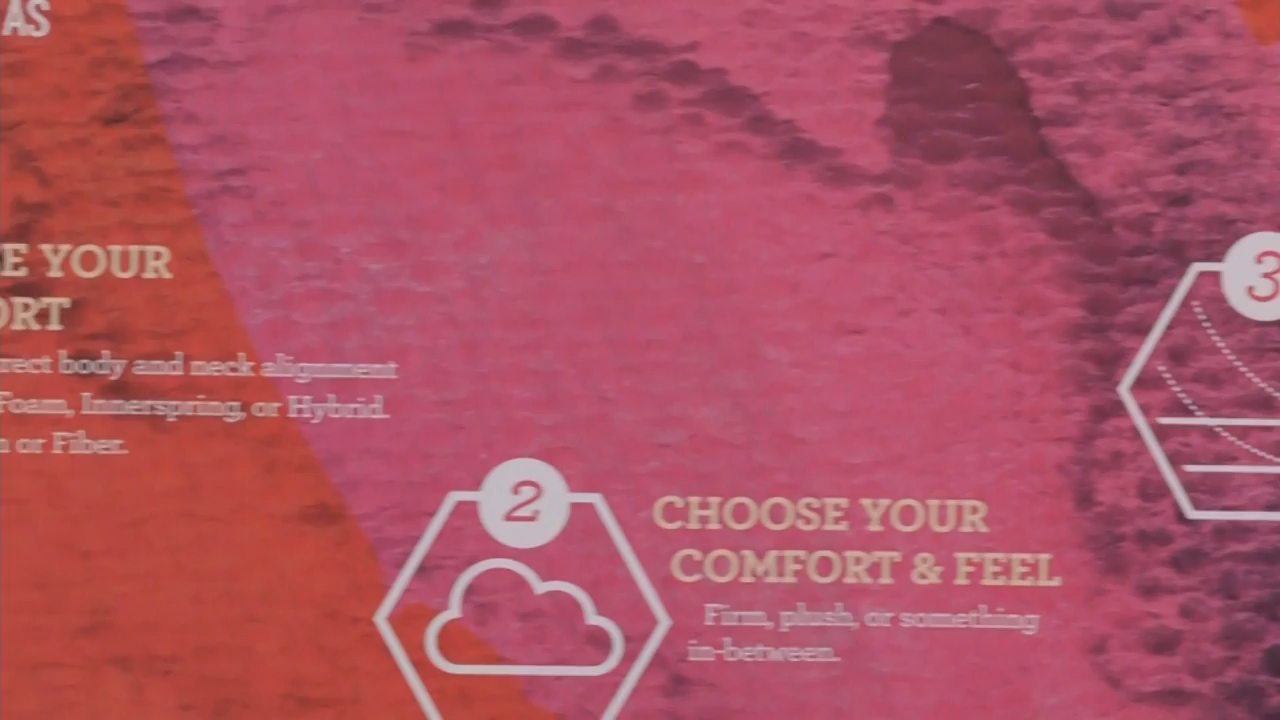 AS
E YOUR
ORT
rect body and neck alignment
Foam, Innerspring, or Hybrid.
n or Fiber.
2
CHOOSE YOUR
COMFORT & FEEL
Firm, plush, or something
in-between.
3